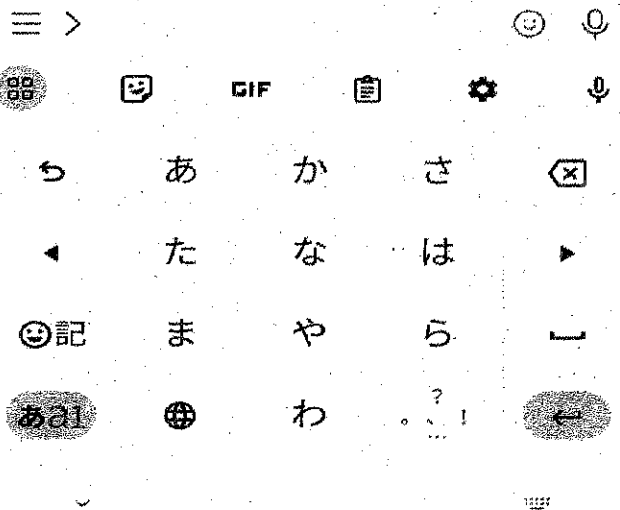 GIF
あ か さ
た な は
記 ま や ら
あa1 わ 。?!、…